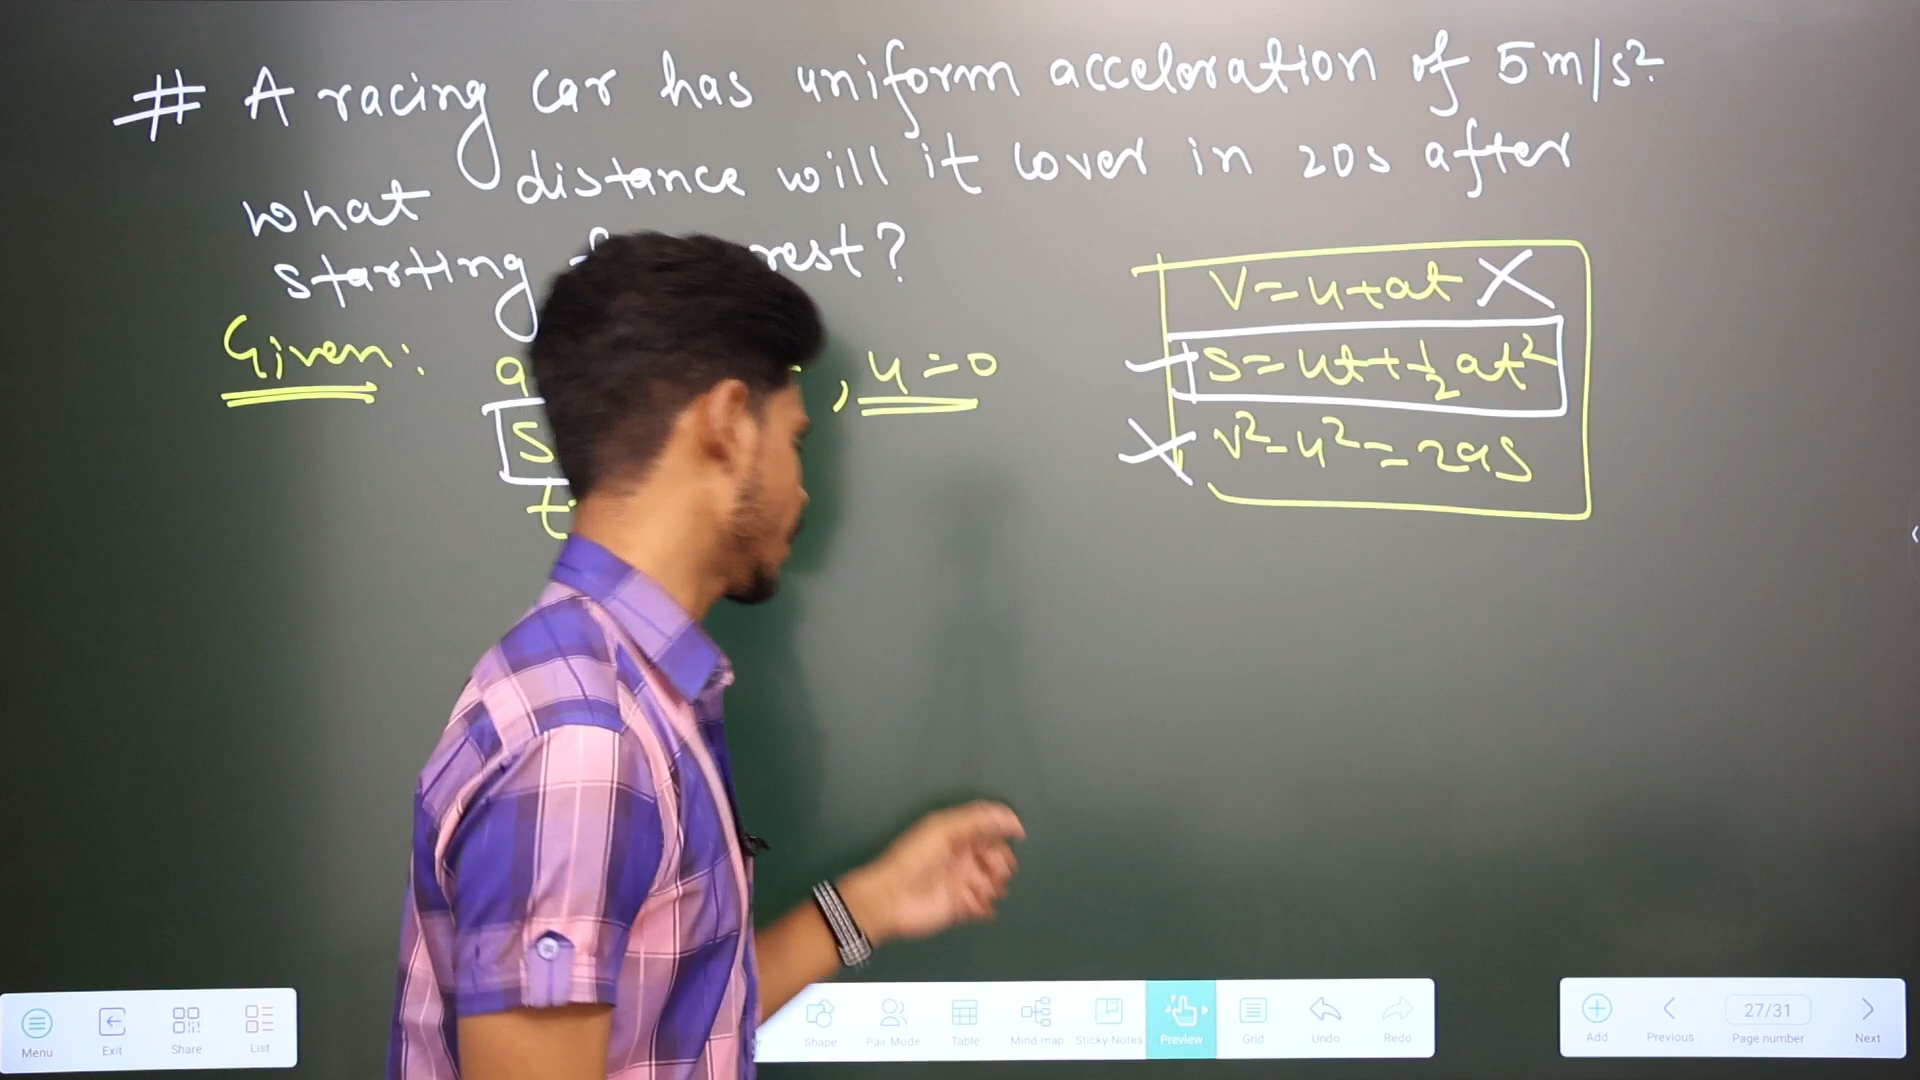 # A racing car has uniform acceleration of 5 m/s².
what distance will it cover in 20s after
starting rest?
Given: a , u=0
S
t
V=u+at X
S=ut+½at²
X v²-u²=2as
Menu Exit Share List
Shape Pair Mode Table Mind map Sticky-Notes Preview Grid Undo Redo
Add Previous 27/31 Page number Next